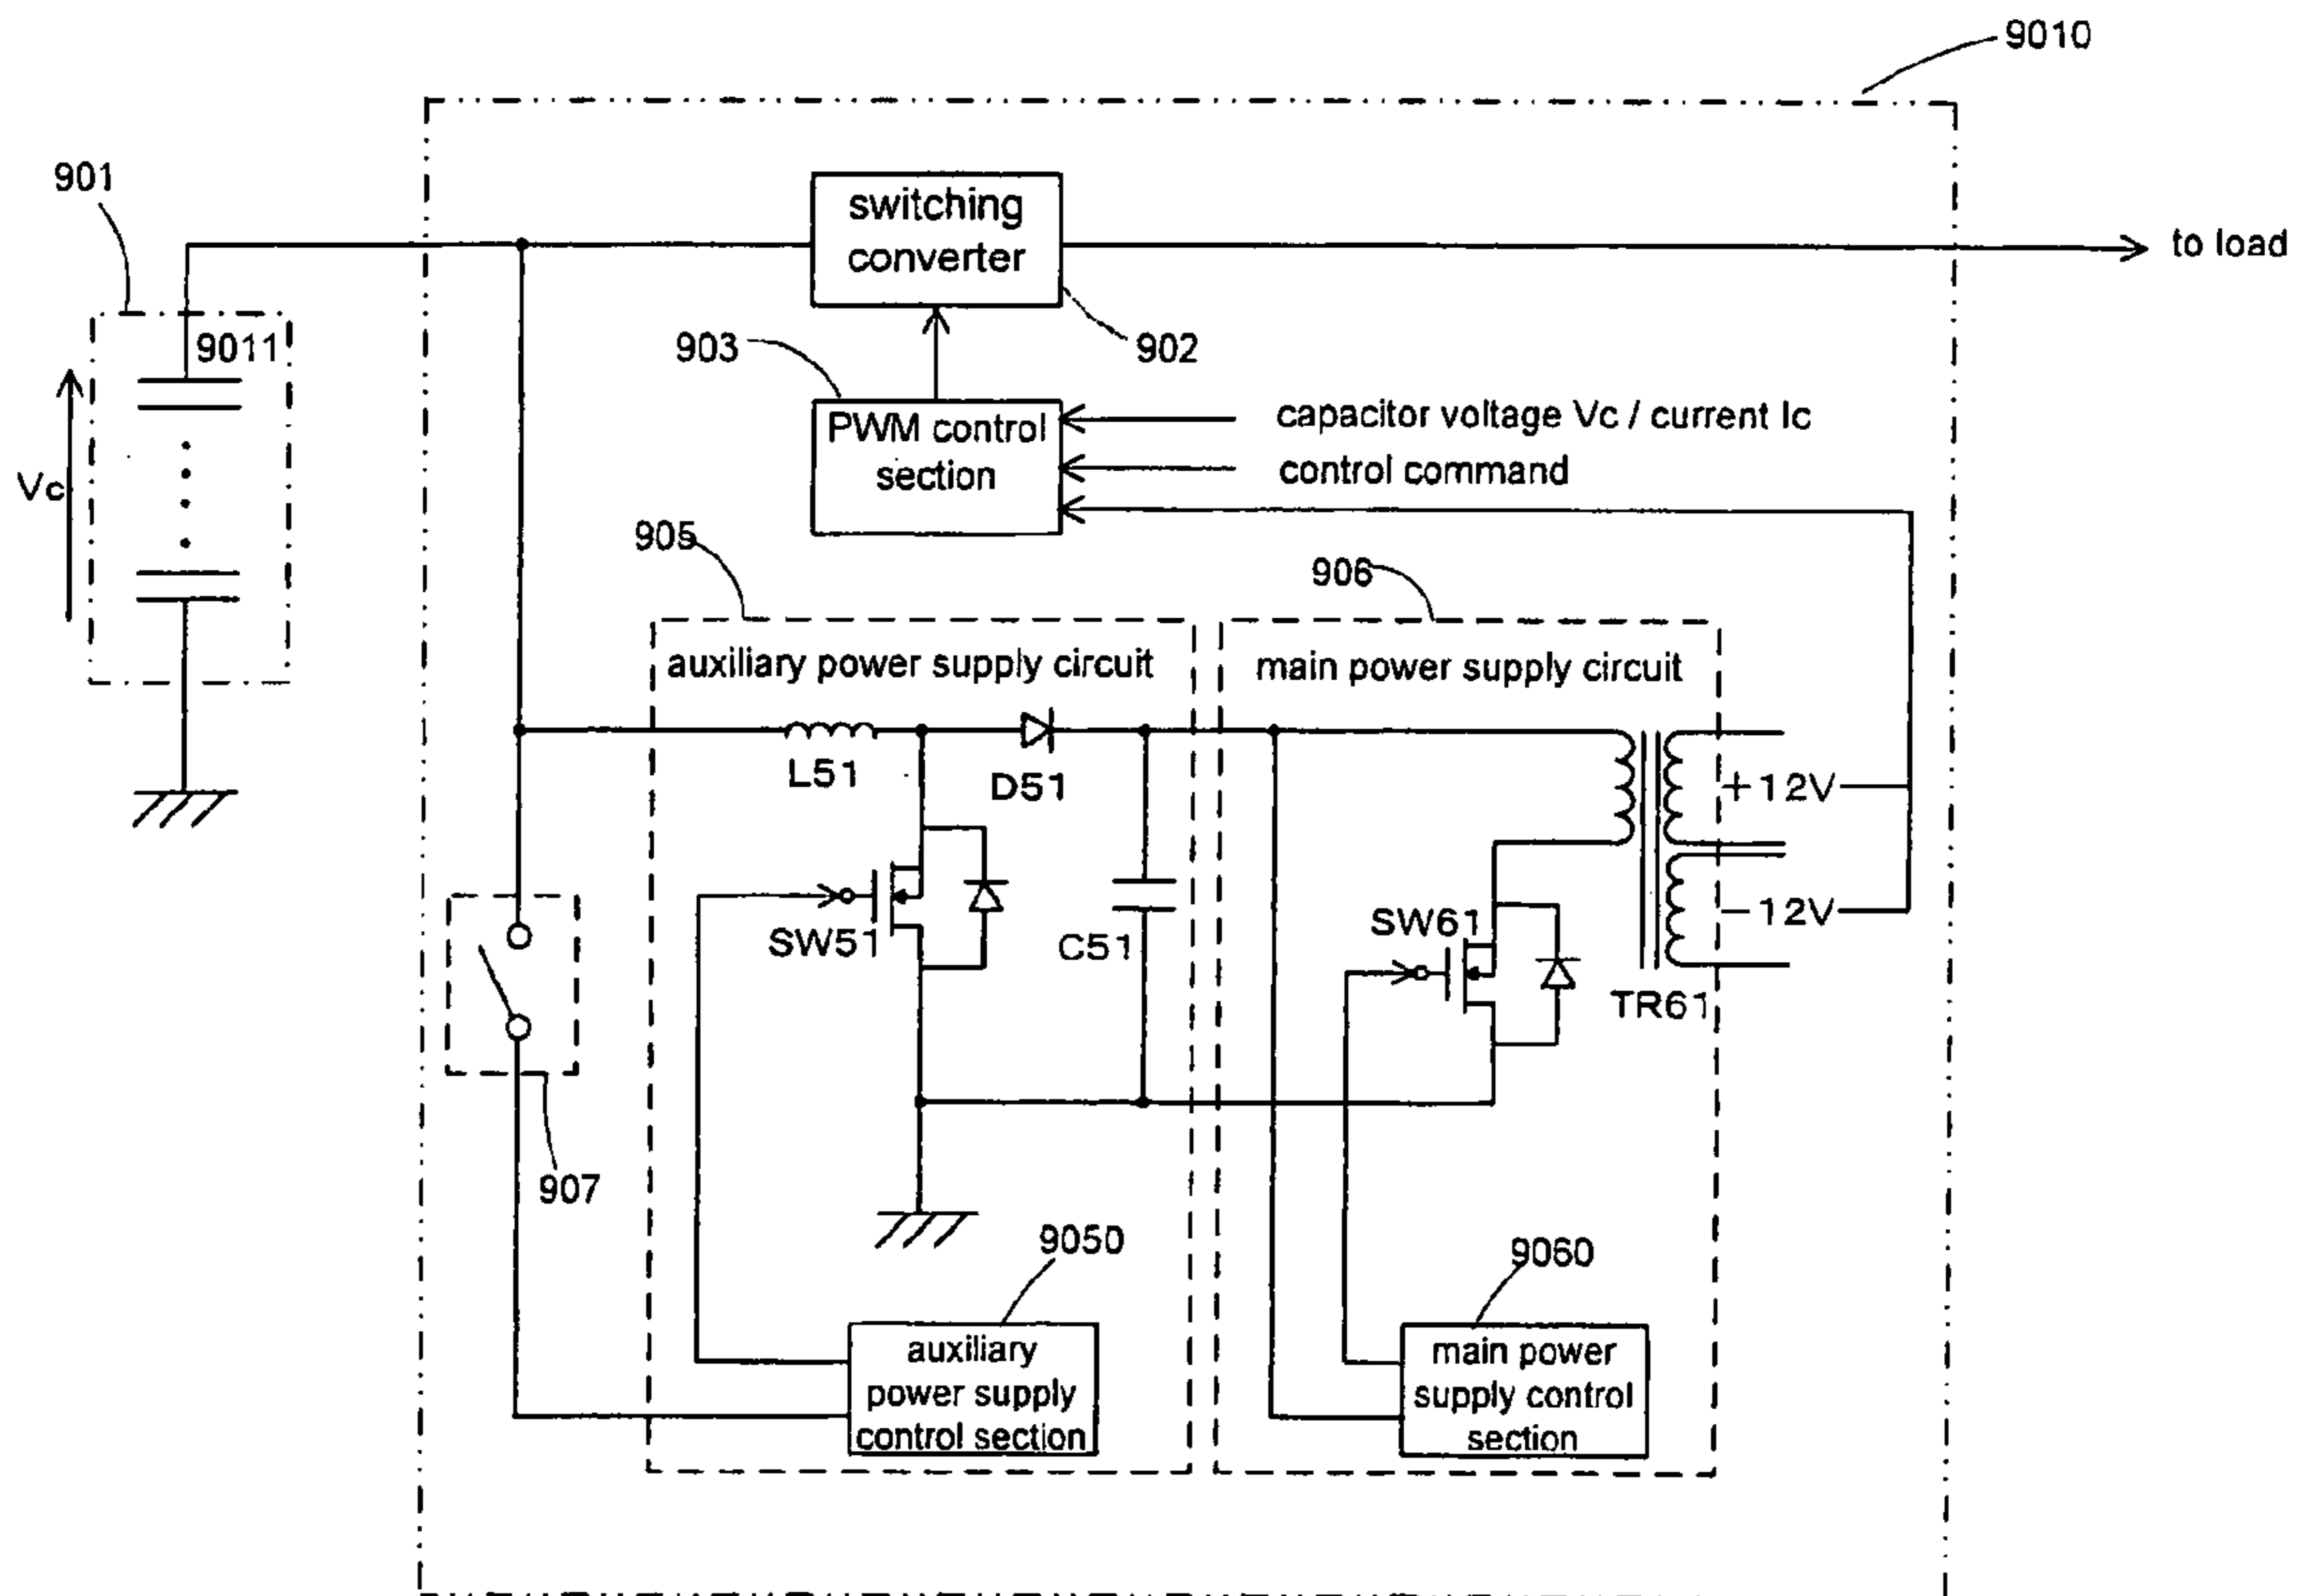 9010
901
switching
converter
to load
9011
903
902
Vc
PWM control
section
capacitor voltage Vc / current Ic
control command
905
906
auxiliary power supply circuit
main power supply circuit
L51
D51
+12V
SW51
C51
SW61
-12V
TR61
907
9050
9060
auxiliary
power supply
control section
main power
supply control
section